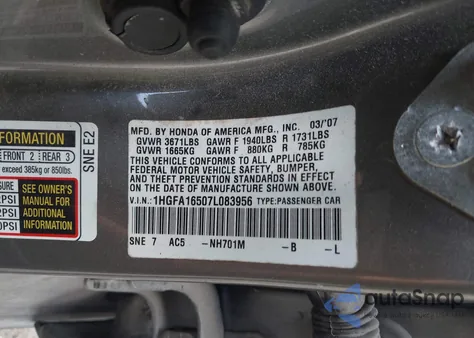 INFORMATION
FRONT 2 REAR 3
exceed 385kg or 850lbs.
SEE OWNER'S
MANUAL FOR
ADDITIONAL
INFORMATION
SNE E2
MFD. BY HONDA OF AMERICA MFG., INC. 03/'07
GVWR 3671LBS GAWR F 1940LBS R 1731LBS
GVWR 1665KG GAWR F 880KG R 785KG
THIS VEHICLE CONFORMS TO ALL APPLICABLE
FEDERAL MOTOR VEHICLE SAFETY, BUMPER,
AND THEFT PREVENTION STANDARDS IN EFFECT ON
THE DATE OF MANUFACTURE SHOWN ABOVE.
V.I.N.: 1HGFA16507L083956 TYPE:PASSENGER CAR
SNE 7 AC5 -NH701M -B -L
autoSnap